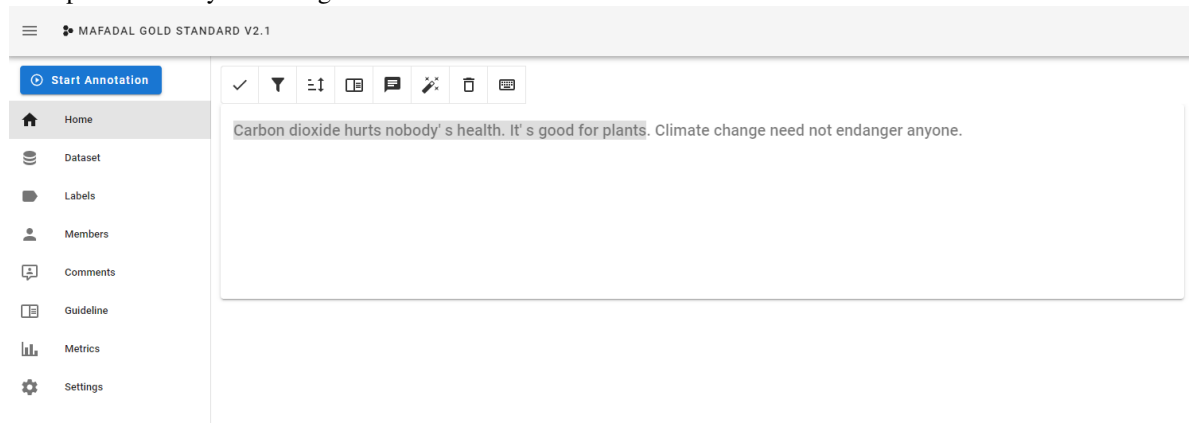 MAFADAL GOLD STANDARD V2.1
Start Annotation
Home
Dataset
Labels
Members
Comments
Guideline
Metrics
Settings
Carbon dioxide hurts nobody' s health. It' s good for plants. Climate change need not endanger anyone.